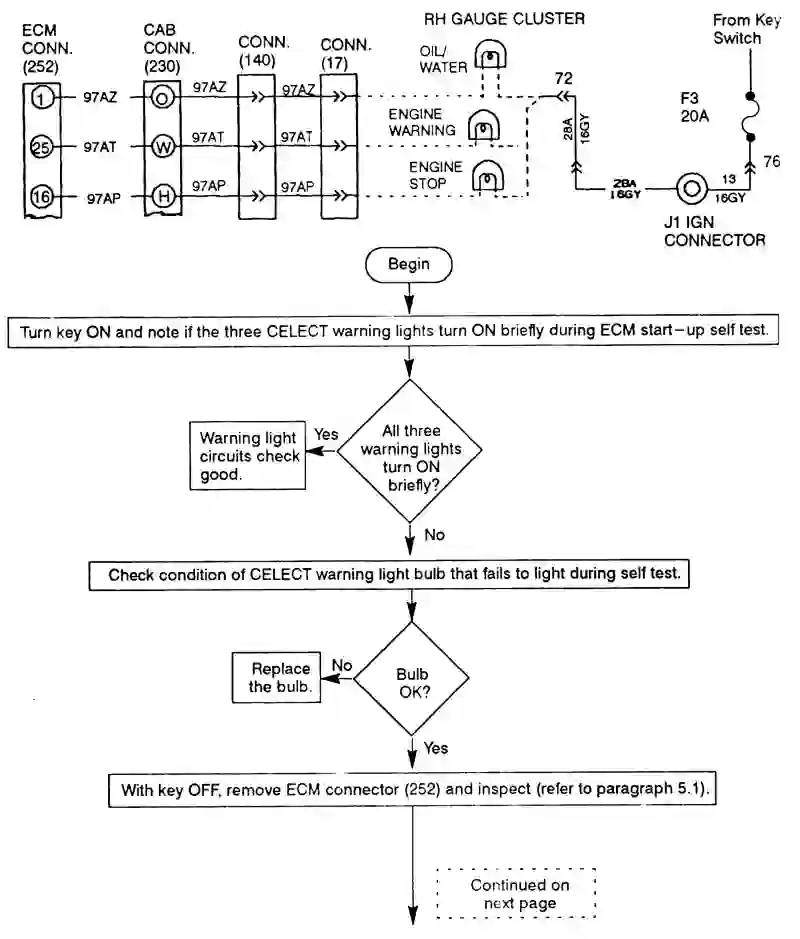 ECM
CONN.
(252)
CAB
CONN.
(230)
CONN.
(140)
CONN.
(17)
RH GAUGE CLUSTER
OIL/
WATER
From Key
Switch
1
97AZ
O
97AZ
97AZ
72
F3
20A
ENGINE
WARNING
28A
16GY
25
97AT
W
97AT
97AT
ENGINE
STOP
76
16
97AP
H
97AP
97AP
28A
16GY
13
16GY
J1 IGN
CONNECTOR
Begin
Turn key ON and note if the three CELECT warning lights turn ON briefly during ECM start-up self test.
All three
warning lights
turn ON
briefly?
Yes
Warning light
circuits check
good.
No
Check condition of CELECT warning light bulb that fails to light during self test.
Bulb
OK?
No
Replace
the bulb.
Yes
With key OFF, remove ECM connector (252) and inspect (refer to paragraph 5.1).
Continued on
next page